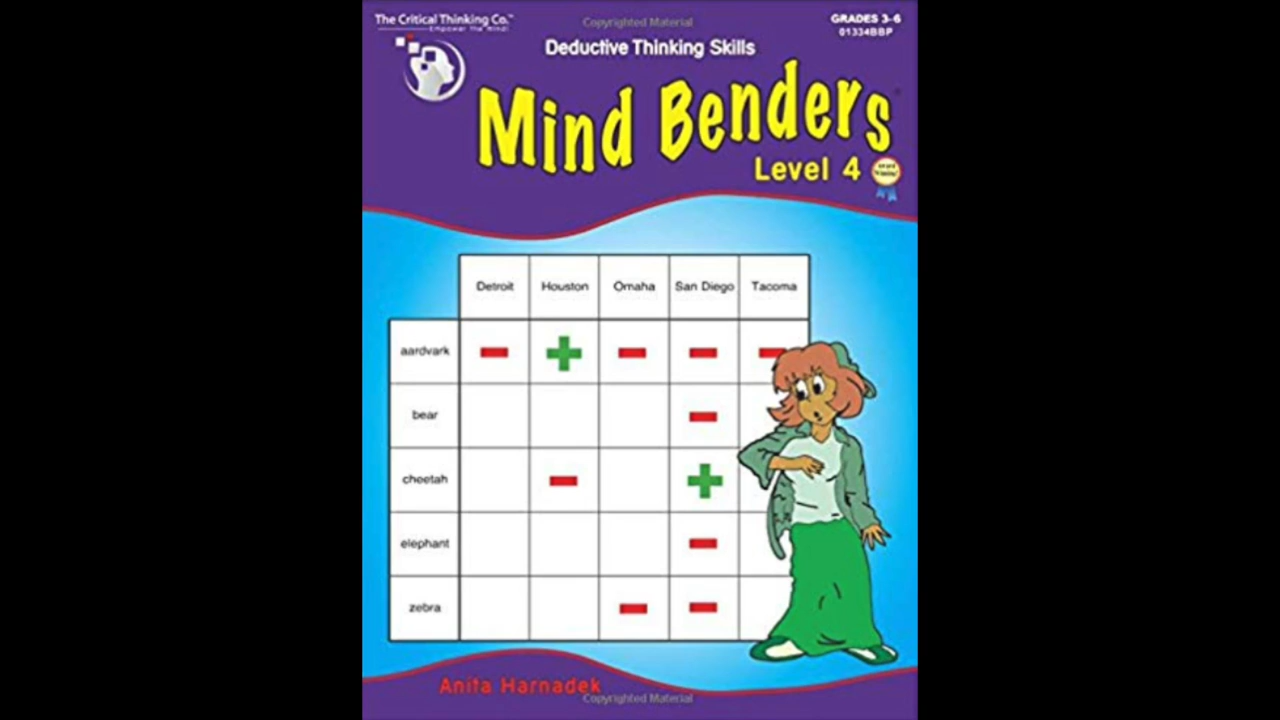 The Critical Thinking Co.™
Empower the Mind!
Copyrighted Material
GRADES 3-6
01334BBP
Deductive Thinking Skills
Mind Benders®
Level 4
Detroit Houston Omaha San Diego Tacoma
aardvark
bear
cheetah
elephant
zebra
Anita Harnadek
Copyrighted Material